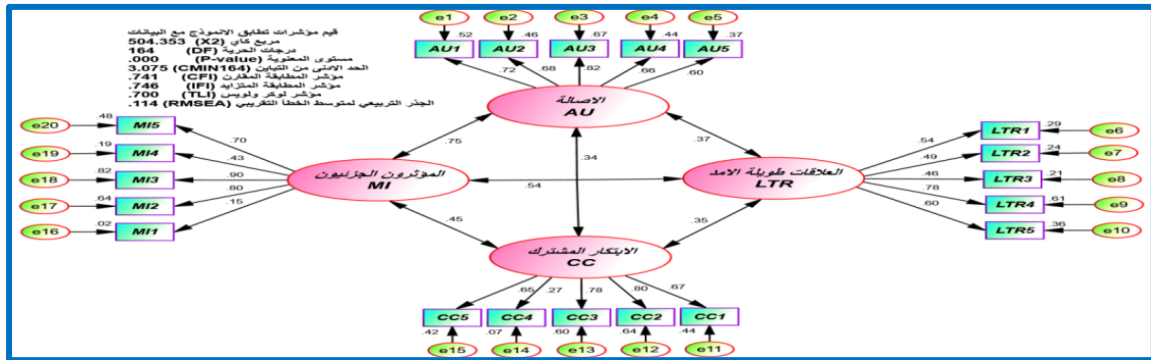 e1 e2 e3 e4 e5
.52 .46 .67 .44 .37
AU1 AU2 AU3 AU4 AU5
.72 .68 .82 .66 .60
قيم مؤشرات تطابق الانموذج مع البيانات
مربع كاي (X2) 504.353
درجات الحرية (DF) 164
مستوى المعنوية (P-value) .000
الحد الادنى من التباين (CMIN164) 3.075
مؤشر المطابقة المقارن (CFI) .741
مؤشر المطابقة المتزايد (IFI) .746
مؤشر لوكر ولويس (TLI) .700
الجذر التربيعي لمتوسط الخطأ التقريبي (RMSEA) .114
الاصالة
AU
e20 .48 MI5 .70
e19 .19 MI4 .43
e18 .82 MI3 .90
e17 .64 MI2 .80
e16 .02 MI1 .15
المؤثرون الجزئيون
MI
.75 .37
.34
.54
.45 .35
العلاقات طويلة الامد
LTR
.54 LTR1 .29 e6
.49 LTR2 .24 e7
.46 LTR3 .21 e8
.78 LTR4 .61 e9
.60 LTR5 .36 e10
الابتكار المشترك
CC
.65 .27 .78 .80 .67
CC5 CC4 CC3 CC2 CC1
.42 .07 .60 .64 .44
e15 e14 e13 e12 e11